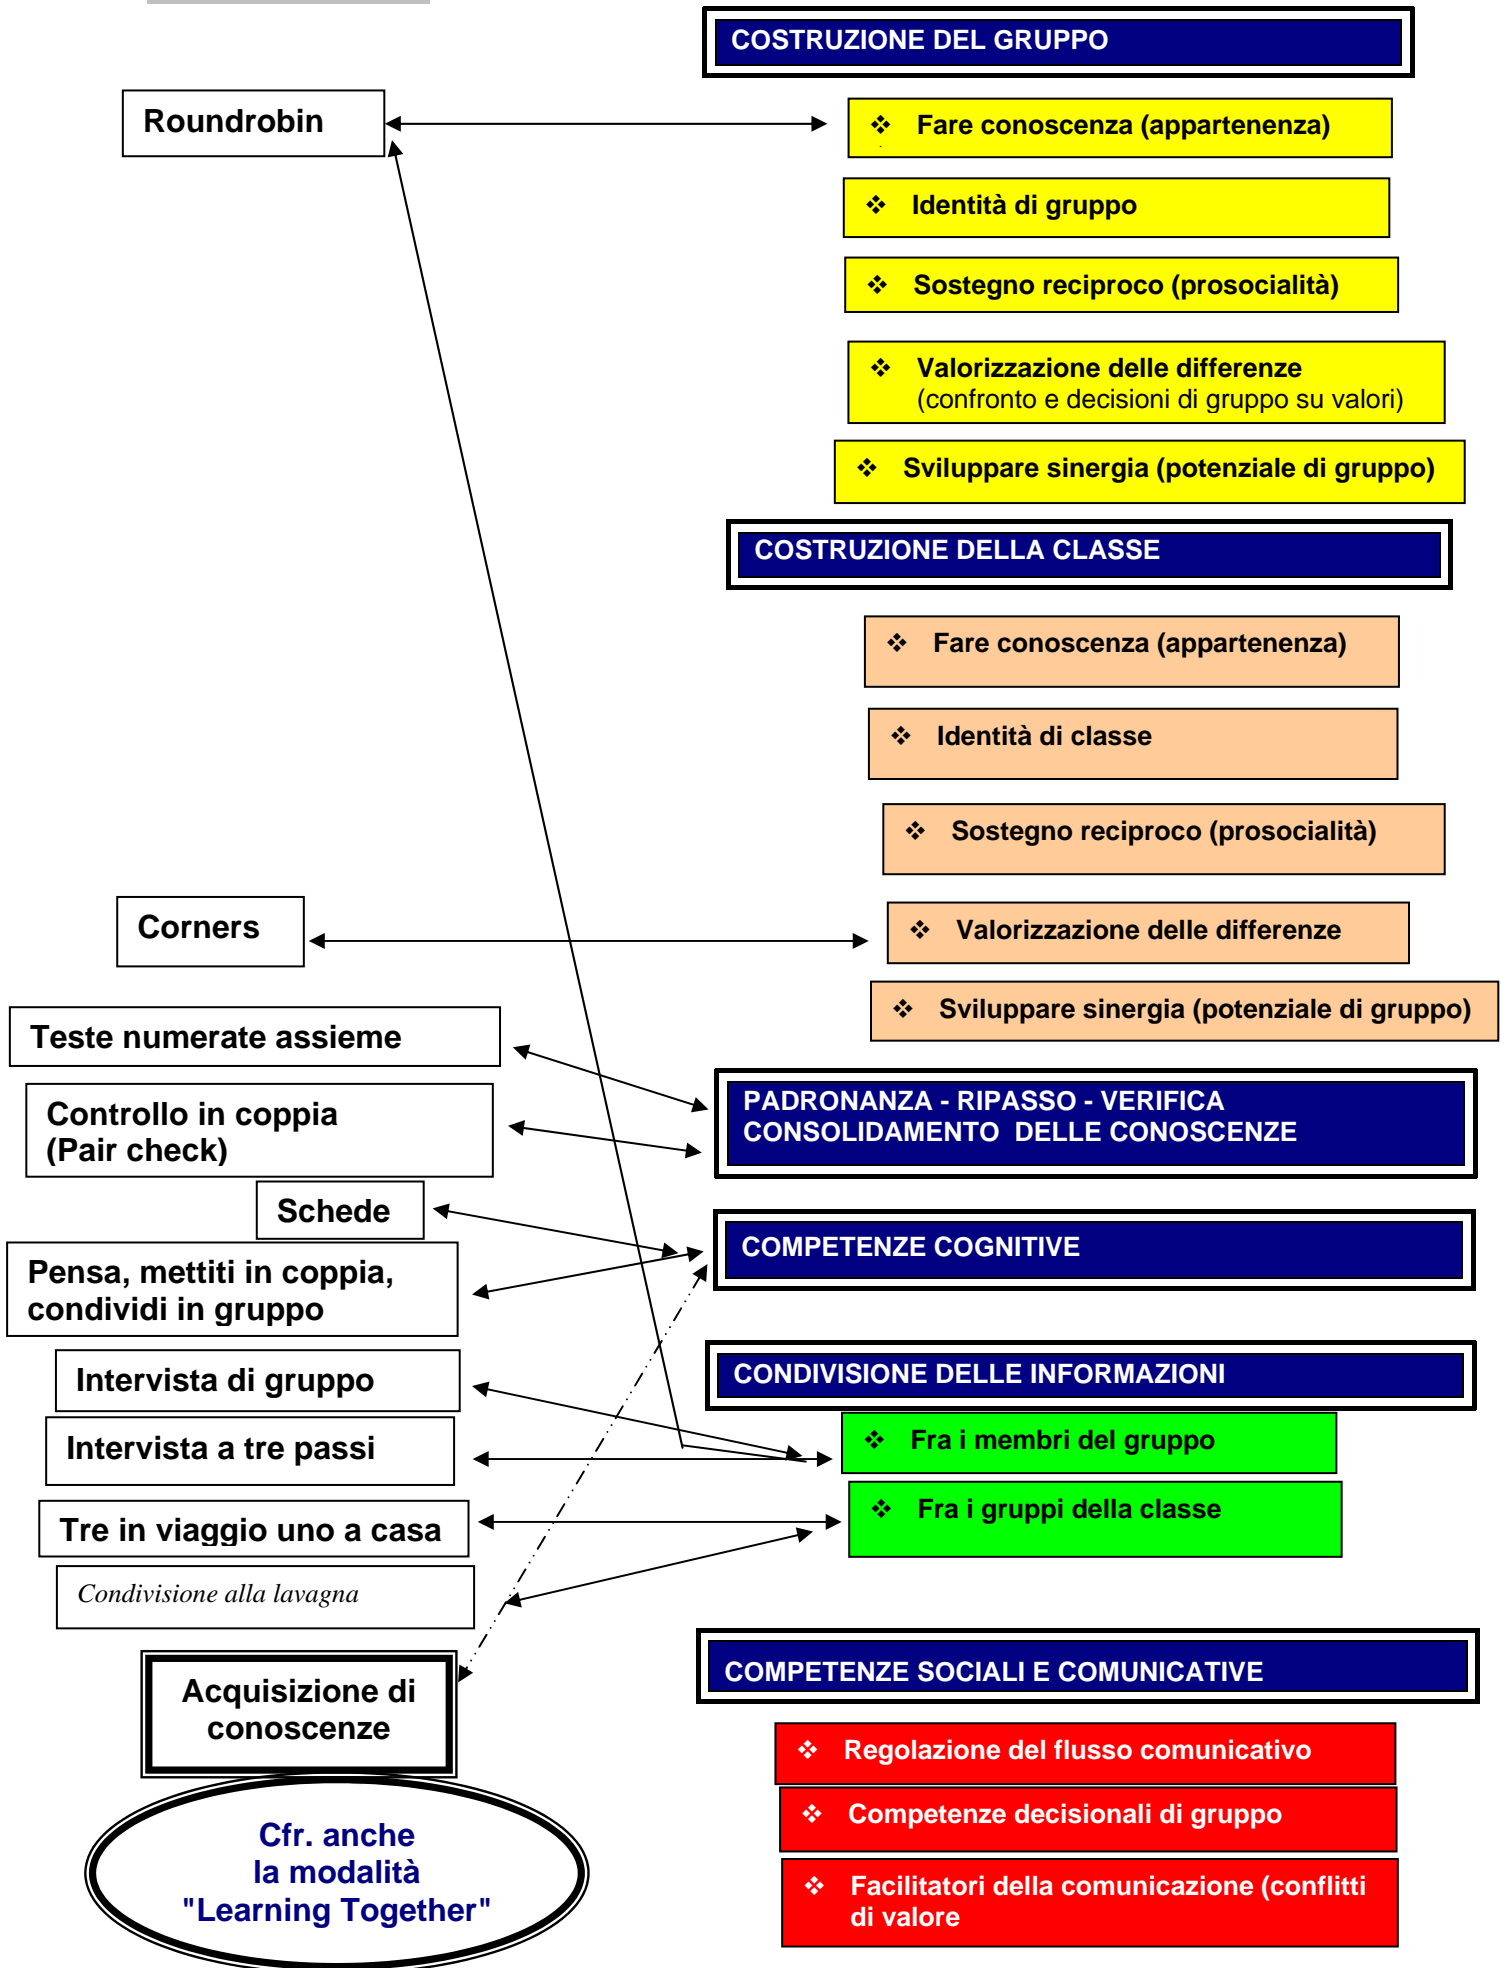 COSTRUZIONE DEL GRUPPO
Roundrobin
❖ Fare conoscenza (appartenenza)
❖ Identità di gruppo
❖ Sostegno reciproco (prosocialità)
❖ Valorizzazione delle differenze
(confronto e decisioni di gruppo su valori)
❖ Sviluppare sinergia (potenziale di gruppo)
COSTRUZIONE DELLA CLASSE
❖ Fare conoscenza (appartenenza)
❖ Identità di classe
❖ Sostegno reciproco (prosocialità)
Corners
❖ Valorizzazione delle differenze
❖ Sviluppare sinergia (potenziale di gruppo)
Teste numerate assieme
Controllo in coppia
(Pair check)
PADRONANZA - RIPASSO - VERIFICA
CONSOLIDAMENTO DELLE CONOSCENZE
Schede
COMPETENZE COGNITIVE
Pensa, mettiti in coppia,
condividi in gruppo
Intervista di gruppo
CONDIVISIONE DELLE INFORMAZIONI
Intervista a tre passi
❖ Fra i membri del gruppo
Tre in viaggio uno a casa
❖ Fra i gruppi della classe
Condivisione alla lavagna
Acquisizione di
conoscenze
COMPETENZE SOCIALI E COMUNICATIVE
❖ Regolazione del flusso comunicativo
❖ Competenze decisionali di gruppo
❖ Facilitatori della comunicazione (conflitti
di valore
Cfr. anche
la modalità
"Learning Together"